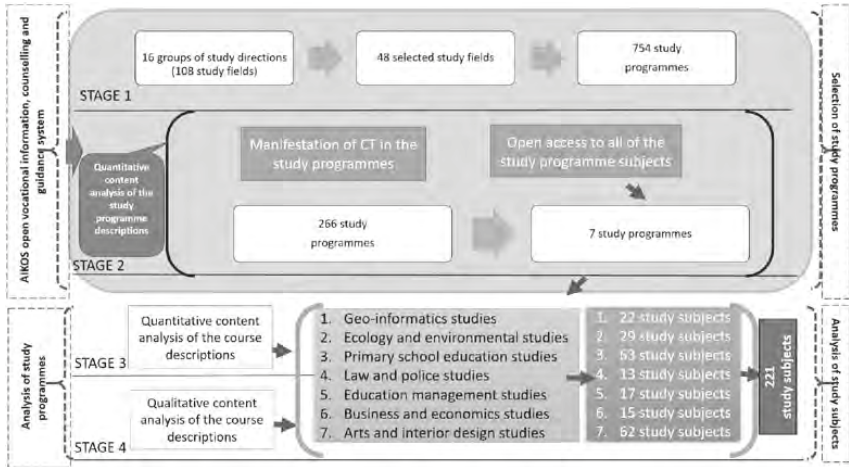 AIKOS open vocational information, counselling and
guidance system
16 groups of study directions
(108 study fields)
48 selected study fields
754 study
programmes
STAGE 1
Selection of study programmes
Quantitative
content
analysis of the
study
programme
descriptions
Manifestation of CT in the
study programmes
Open access to all of the
study programme subjects
266 study
programmes
7 study programmes
STAGE 2
Analysis of study
programmes
Quantitative content
analysis of the course
descriptions
STAGE 3
Qualitative content
analysis of the course
descriptions
STAGE 4
1. Geo-informatics studies
2. Ecology and environmental studies
3. Primary school education studies
4. Law and police studies
5. Education management studies
6. Business and economics studies
7. Arts and interior design studies
1. 22 study subjects
2. 29 study subjects
3. 63 study subjects
4. 13 study subjects
5. 17 study subjects
6. 15 study subjects
7. 62 study subjects
221
study subjects
Analysis of study subjects